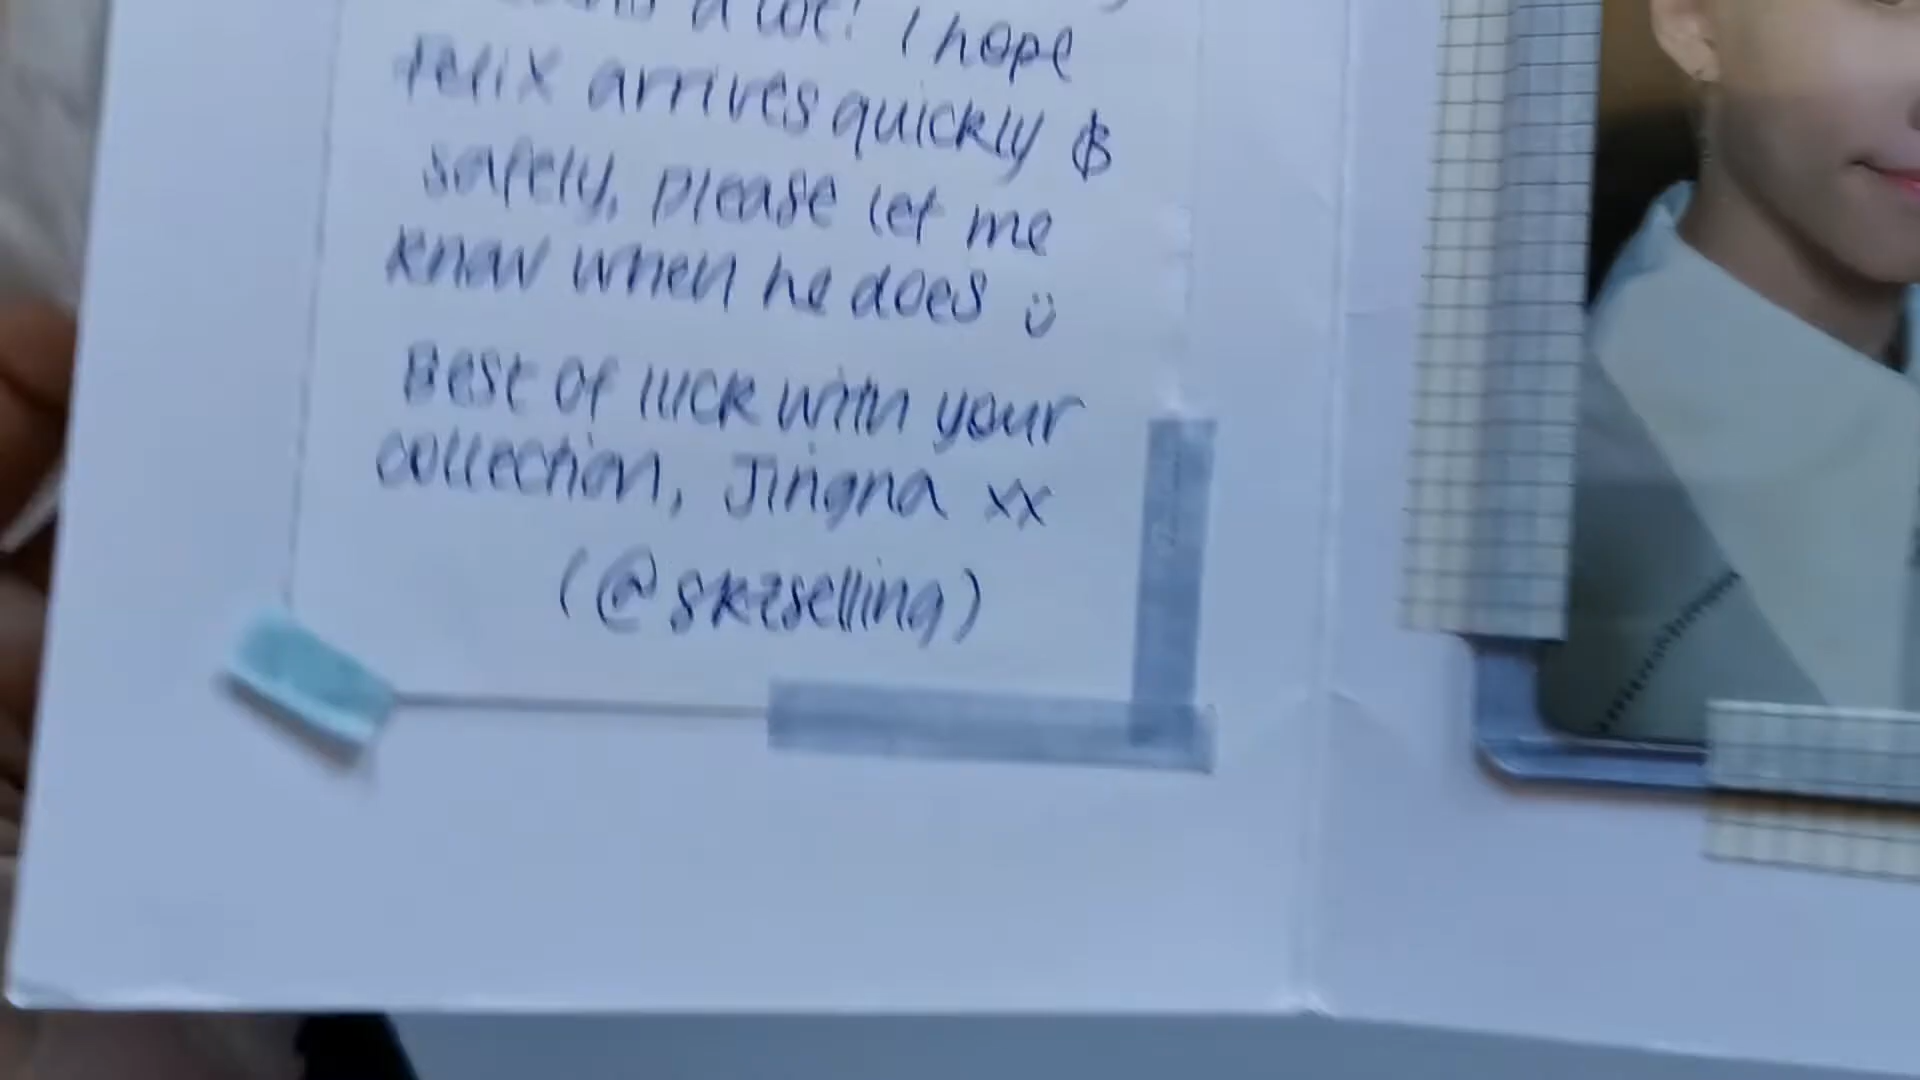 a lot! I hope
Felix arrives quickly &
safely, please let me
know when he does :)
Best of luck with your
collection, Jingna xx
(@skzselling)